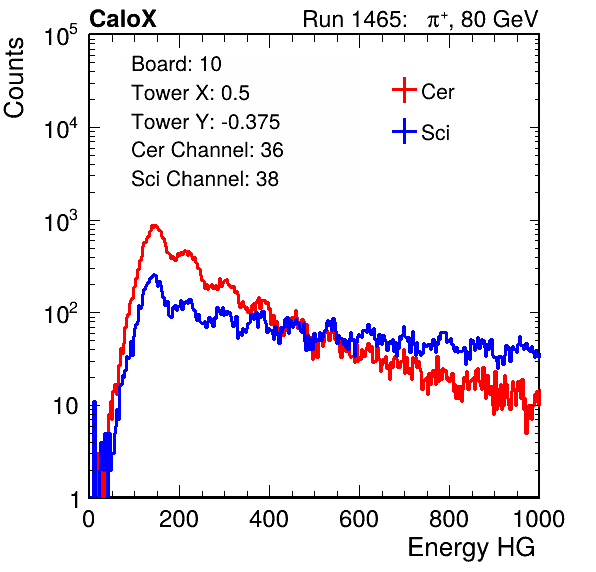 CaloX Run 1465: π⁺, 80 GeV
Counts
10⁵
10⁴
10³
10²
10
1
Board: 10
Tower X: 0.5
Tower Y: -0.375
Cer Channel: 36
Sci Channel: 38
Cer
Sci
0 200 400 600 800 1000
Energy HG